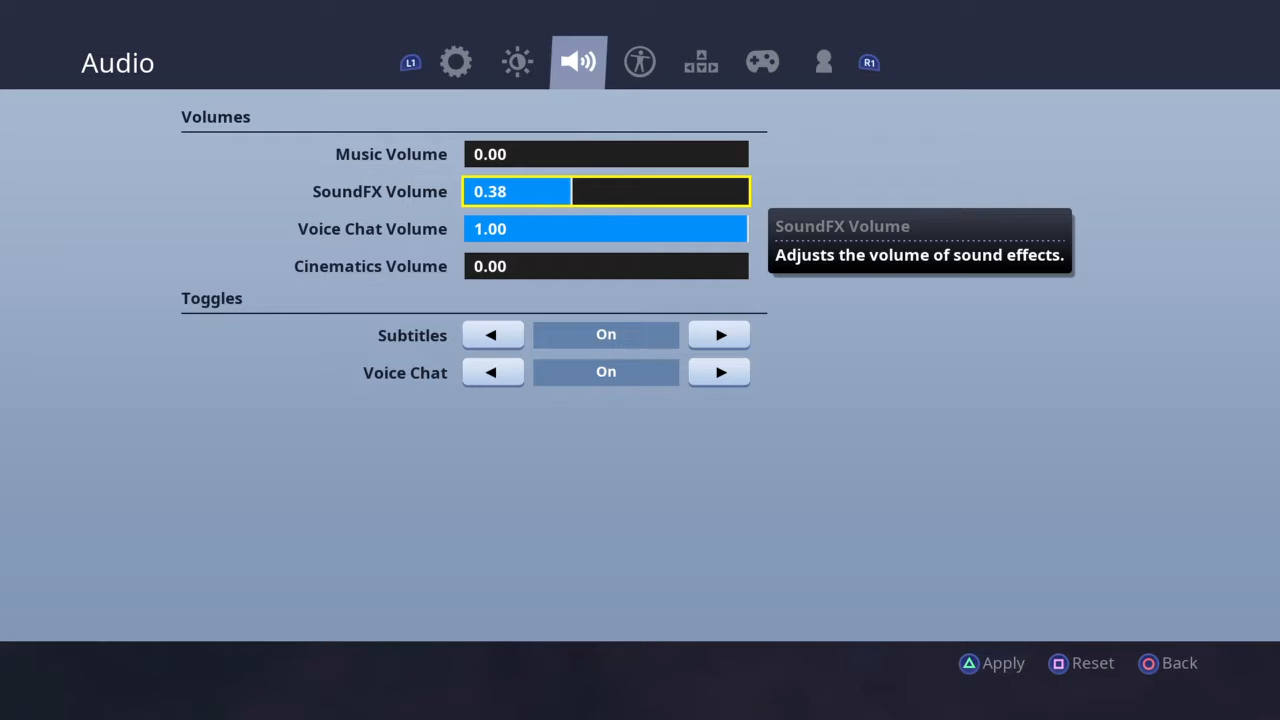 Audio
L1
R1
Volumes
Music Volume 0.00
SoundFX Volume 0.38
Voice Chat Volume 1.00
Cinematics Volume 0.00
SoundFX Volume
Adjusts the volume of sound effects.
Toggles
Subtitles On
Voice Chat On
Apply Reset Back